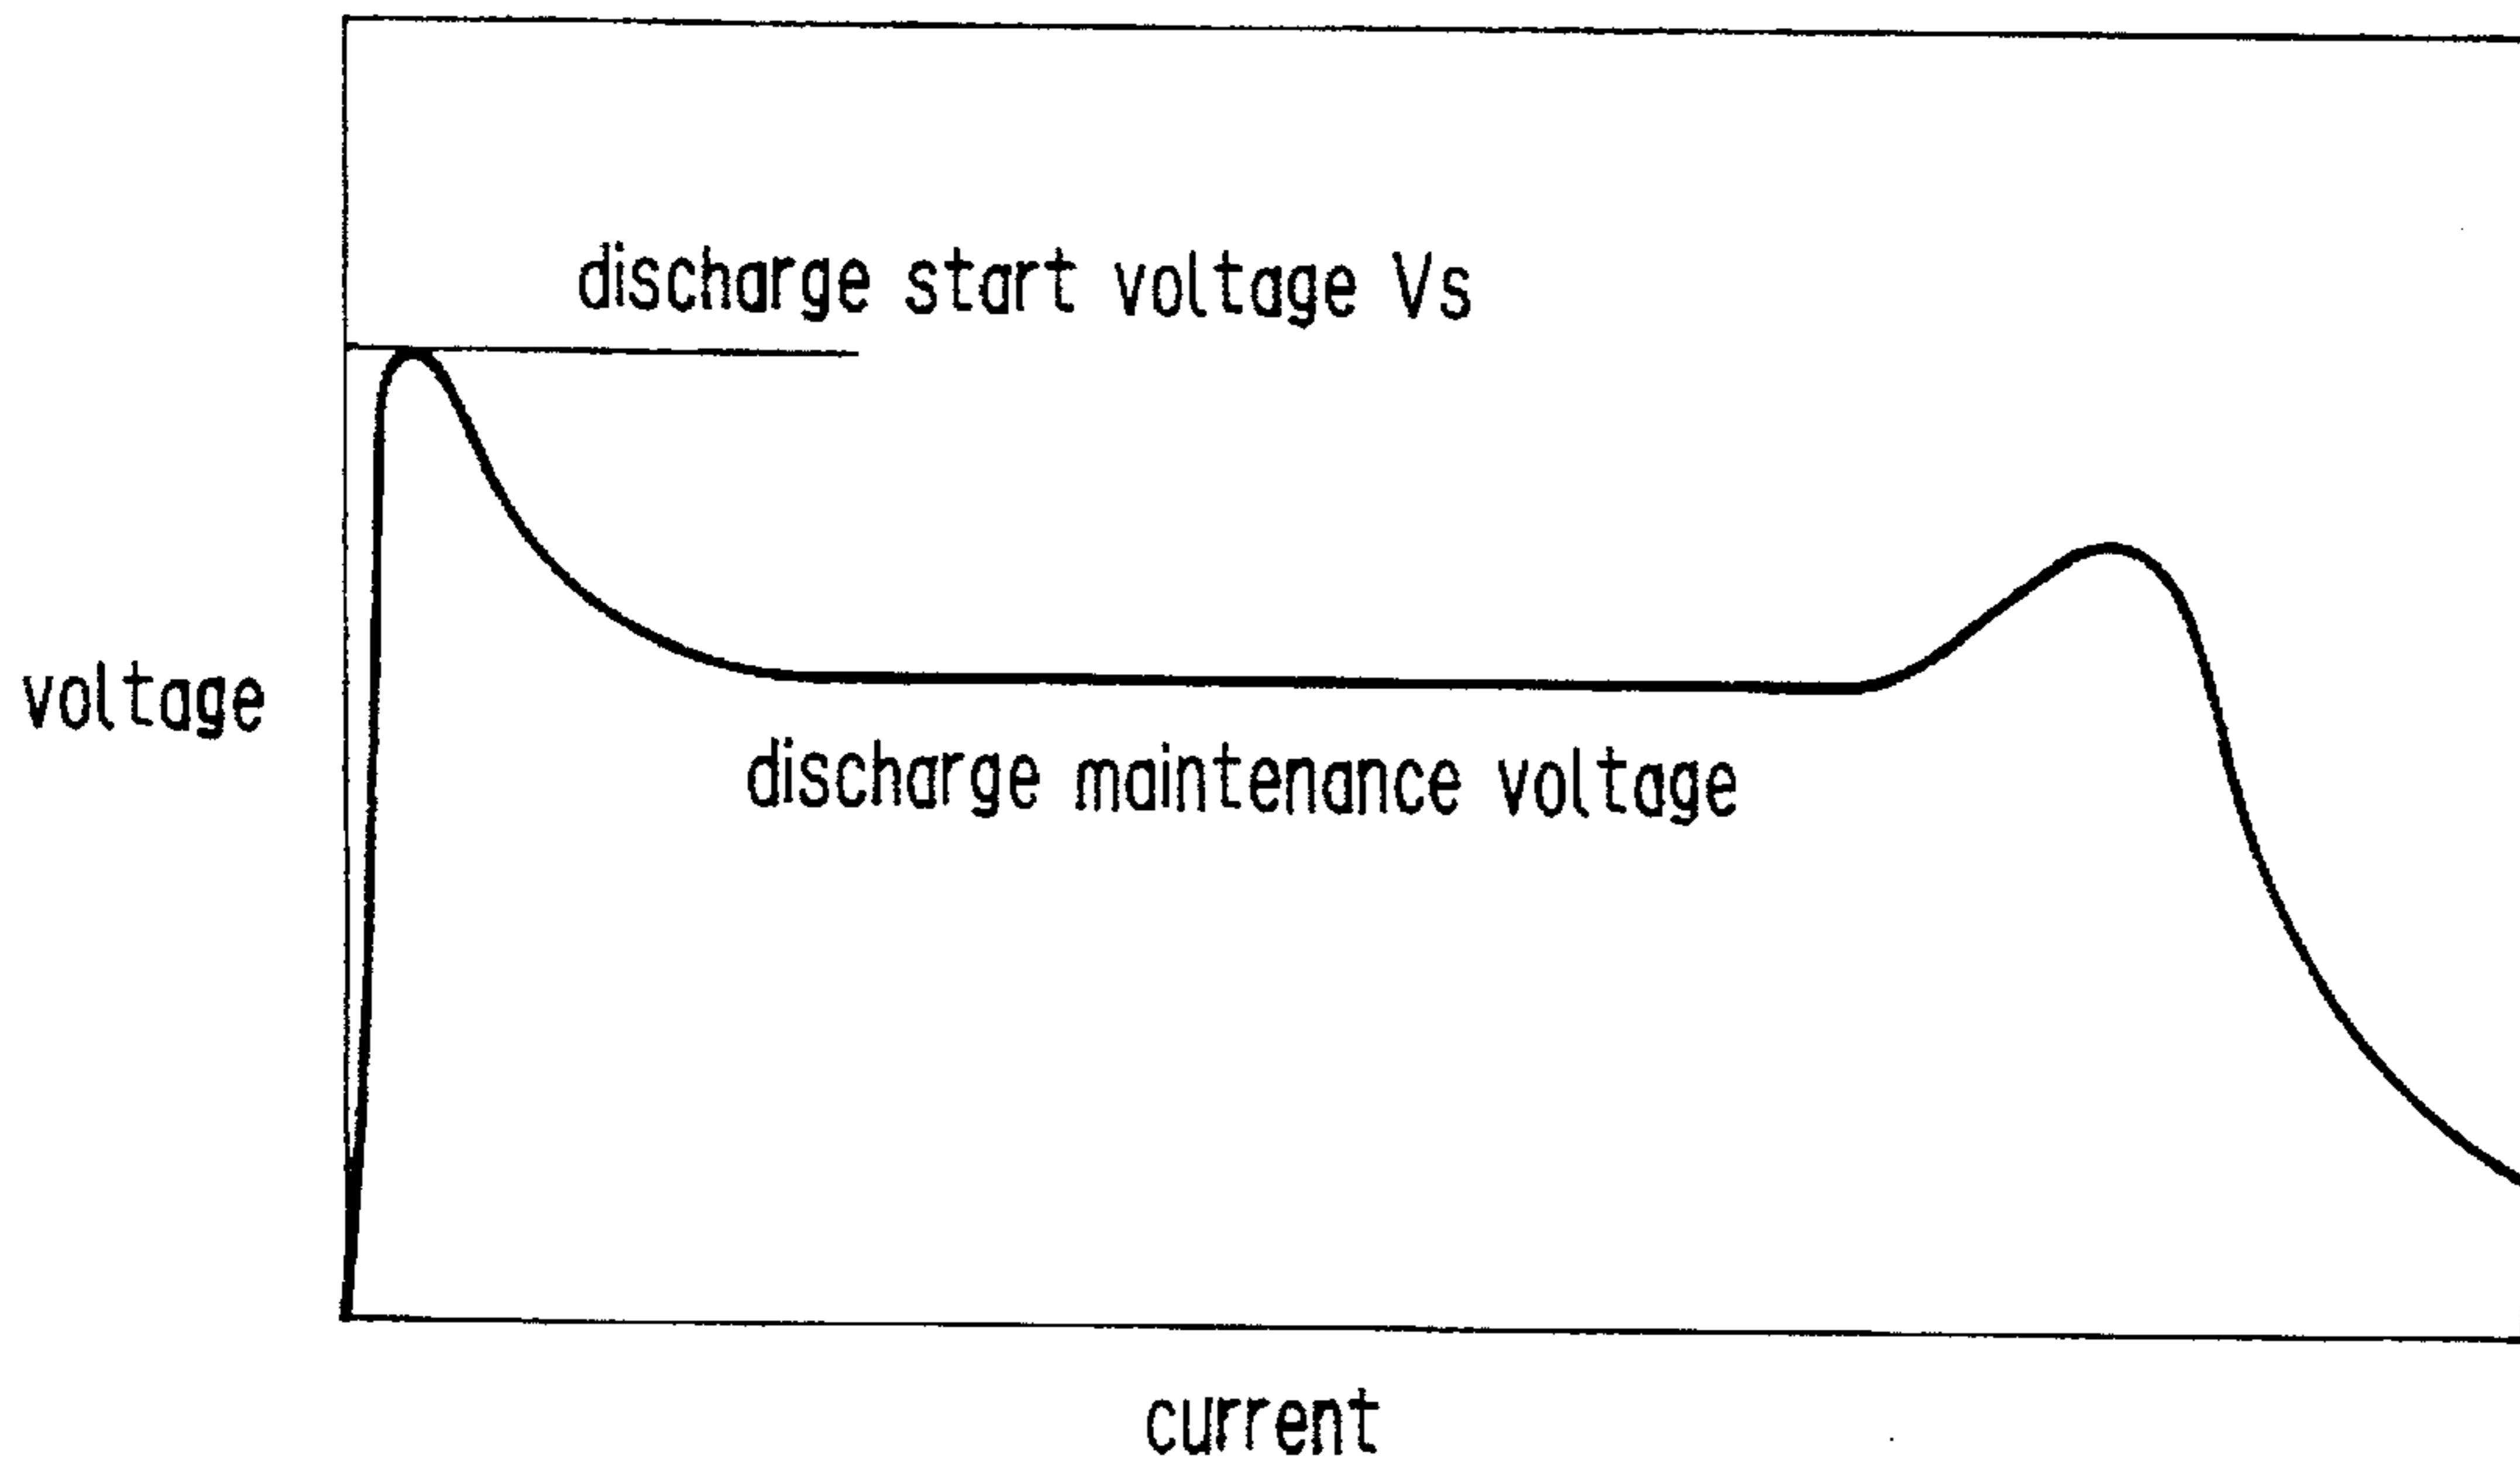 discharge start voltage Vs
voltage
discharge maintenance voltage
current